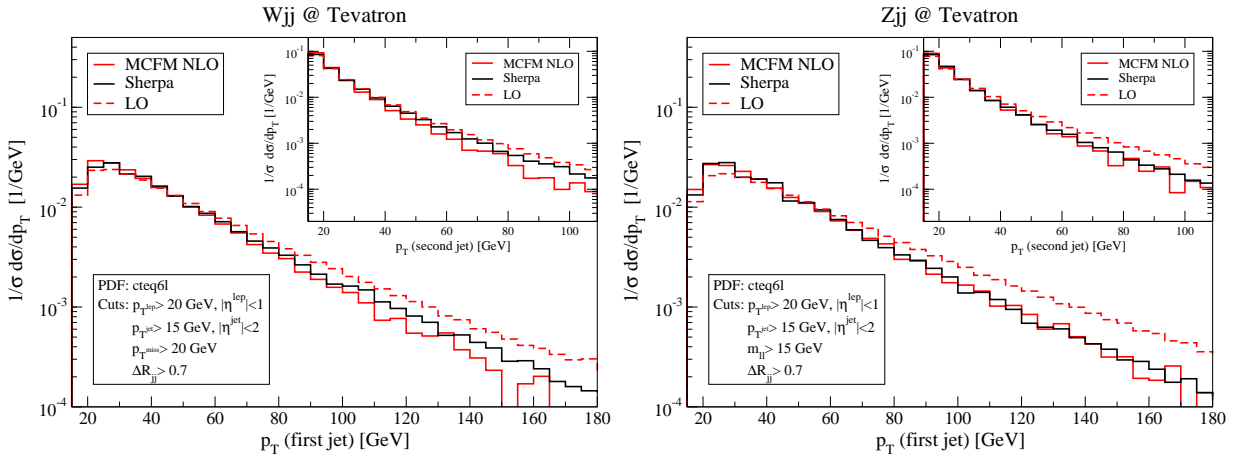 Wjj @ Tevatron
MCFM NLO
Sherpa
LO
1/σ dσ/dp_T [1/GeV]
10^-1
10^-2
10^-3
10^-4
20 40 60 80 100 120 140 160 180
p_T (first jet) [GeV]
PDF: cteq6l
Cuts: p_T^lep > 20 GeV, |η^lep|<1
p_T^jet > 15 GeV, |η^jet|<2
p_T^miss > 20 GeV
ΔR_jj > 0.7
MCFM NLO
Sherpa
LO
1/σ dσ/dp_T [1/GeV]
10^-1
10^-2
10^-3
10^-4
20 40 60 80 100
p_T (second jet) [GeV]
Zjj @ Tevatron
MCFM NLO
Sherpa
LO
1/σ dσ/dp_T [1/GeV]
10^-1
10^-2
10^-3
10^-4
20 40 60 80 100 120 140 160 180
p_T (first jet) [GeV]
PDF: cteq6l
Cuts: p_T^lep > 20 GeV, |η^lep|<1
p_T^jet > 15 GeV, |η^jet|<2
m_ll > 15 GeV
ΔR_jj > 0.7
MCFM NLO
Sherpa
LO
1/σ dσ/dp_T [1/GeV]
10^-1
10^-2
10^-3
10^-4
20 40 60 80 100
p_T (second jet) [GeV]